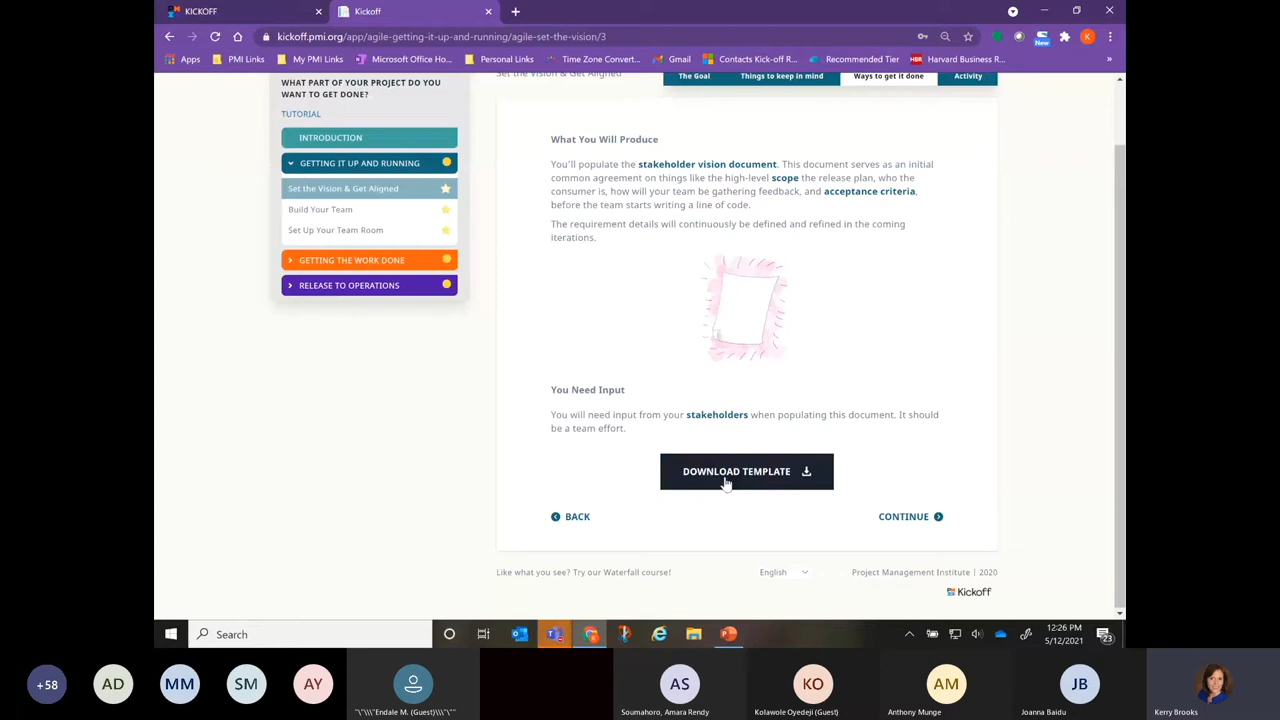 KICKOFF
Kickoff
kickoff.pmi.org/app/agile-getting-it-up-and-running/agile-set-the-vision/3
New
K
Apps PMI Links My PMI Links Microsoft Office Ho... Personal Links Time Zone Convert... Gmail Contacts Kick-off R... Recommended Tier HBR Harvard Business R... »
WHAT PART OF YOUR PROJECT DO YOU
WANT TO GET DONE?
TUTORIAL
INTRODUCTION
GETTING IT UP AND RUNNING
Set the Vision & Get Aligned
Build Your Team
Set Up Your Team Room
GETTING THE WORK DONE
RELEASE TO OPERATIONS
Set the Vision & Get Aligned
The Goal Things to keep in mind Ways to get it done Activity
What You Will Produce
You'll populate the stakeholder vision document. This document serves as an initial
common agreement on things like the high-level scope the release plan, who the
consumer is, how will your team be gathering feedback, and acceptance criteria,
before the team starts writing a line of code.
The requirement details will continuously be defined and refined in the coming
iterations.
You Need Input
You will need input from your stakeholders when populating this document. It should
be a team effort.
DOWNLOAD TEMPLATE
BACK CONTINUE
Like what you see? Try our Waterfall course! English Project Management Institute | 2020
Kickoff
Search
12:26 PM
5/12/2021
23
+58 AD MM SM AY AS KO AM JB
"\"\\\"Endale M. (Guest)\\\"\"" Soumahoro, Amara Rendy Kolawole Oyedeji (Guest) Anthony Munge Joanna Baidu Kerry Brooks